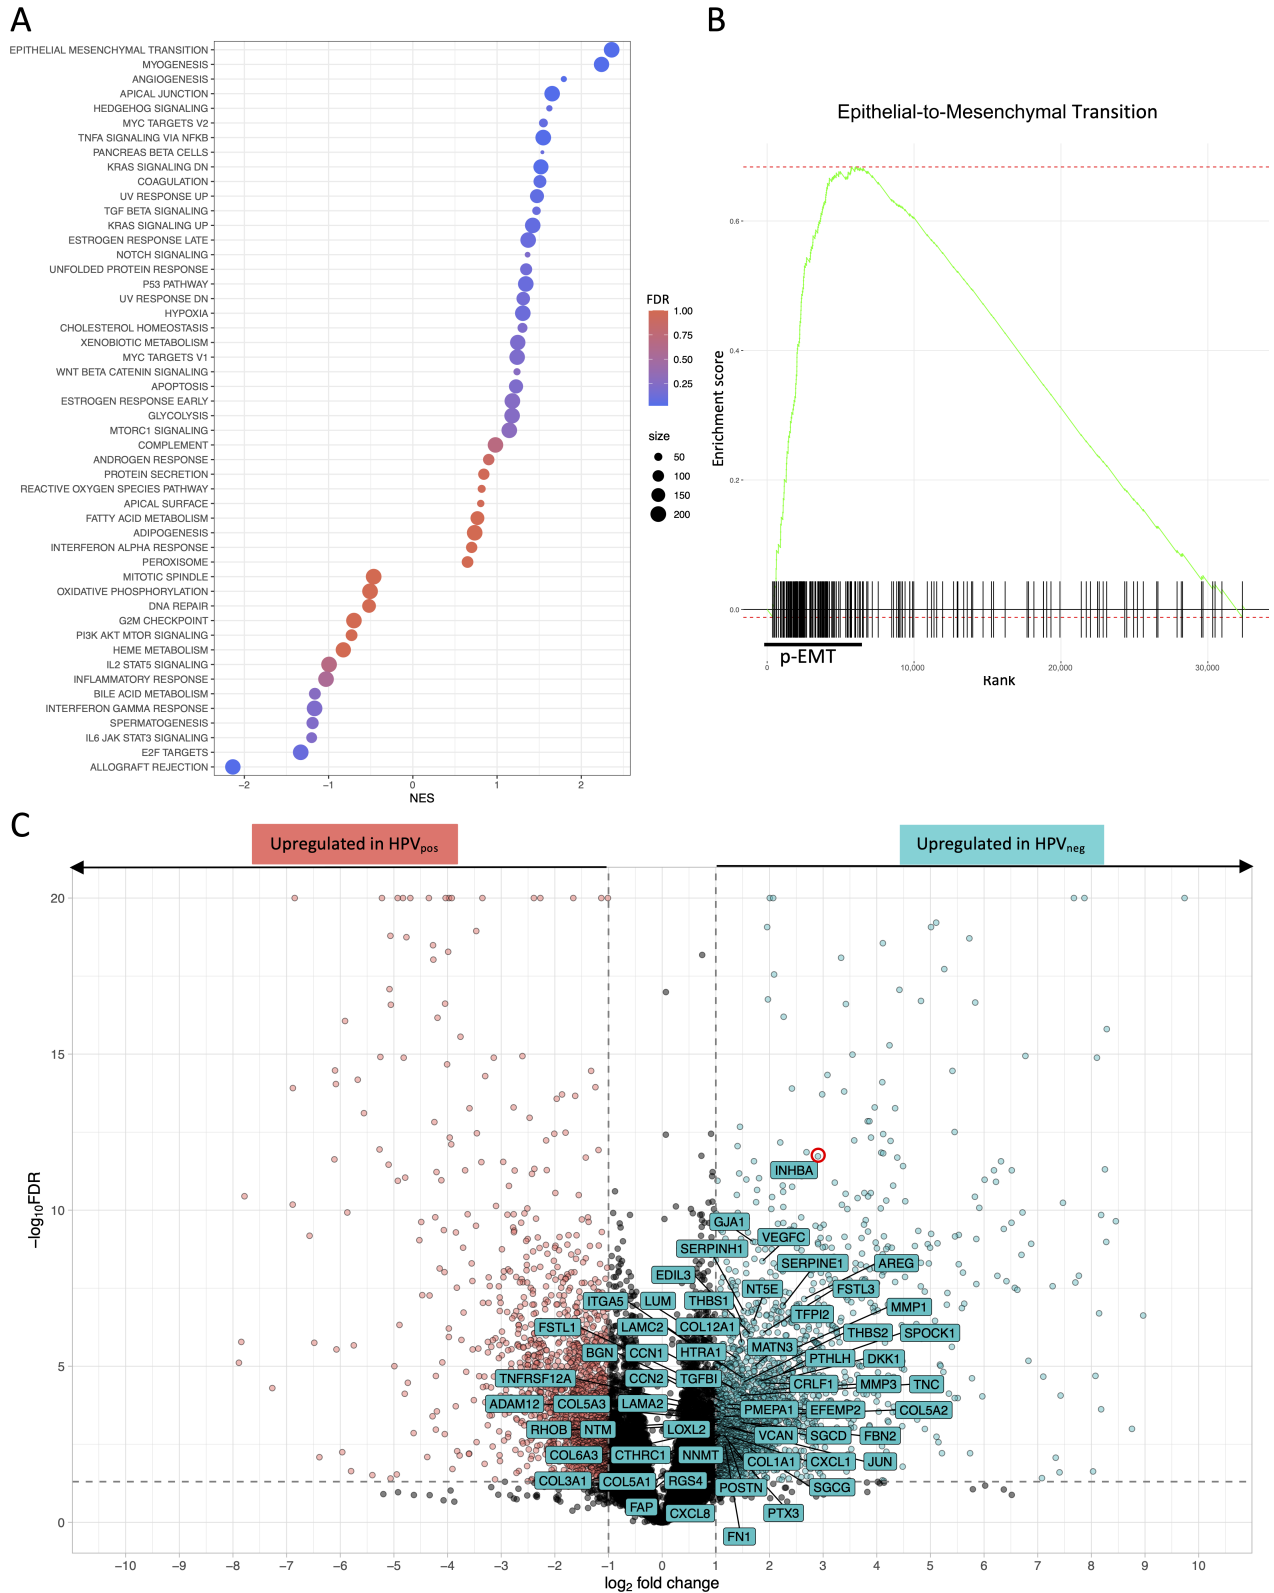 A
EPITHELIAL MESENCHYMAL TRANSITION
MYOGENESIS
ANGIOGENESIS
APICAL JUNCTION
HEDGEHOG SIGNALING
MYC TARGETS V2
TNFA SIGNALING VIA NFKB
PANCREAS BETA CELLS
KRAS SIGNALING DN
COAGULATION
UV RESPONSE UP
TGF BETA SIGNALING
KRAS SIGNALING UP
ESTROGEN RESPONSE LATE
NOTCH SIGNALING
UNFOLDED PROTEIN RESPONSE
P53 PATHWAY
UV RESPONSE DN
HYPOXIA
CHOLESTEROL HOMEOSTASIS
XENOBIOTIC METABOLISM
MYC TARGETS V1
WNT BETA CATENIN SIGNALING
APOPTOSIS
ESTROGEN RESPONSE EARLY
GLYCOLYSIS
MTORC1 SIGNALING
COMPLEMENT
ANDROGEN RESPONSE
PROTEIN SECRETION
REACTIVE OXYGEN SPECIES PATHWAY
APICAL SURFACE
FATTY ACID METABOLISM
ADIPOGENESIS
INTERFERON ALPHA RESPONSE
PEROXISOME
MITOTIC SPINDLE
OXIDATIVE PHOSPHORYLATION
DNA REPAIR
G2M CHECKPOINT
PI3K AKT MTOR SIGNALING
HEME METABOLISM
IL2 STAT5 SIGNALING
INFLAMMATORY RESPONSE
BILE ACID METABOLISM
INTERFERON GAMMA RESPONSE
SPERMATOGENESIS
IL6 JAK STAT3 SIGNALING
E2F TARGETS
ALLOGRAFT REJECTION
−2 −1 0 1 2
NES
FDR
1.00
0.75
0.50
0.25
size
50
100
150
200
B
Epithelial-to-Mesenchymal Transition
Enrichment score
0.6
0.4
0.2
0.0
p-EMT
0 10,000 20,000 30,000
Rank
C
Upregulated in HPVpos
Upregulated in HPVneg
−log10FDR
20
15
10
5
0
INHBA
GJA1
VEGFC
SERPINH1
SERPINE1 AREG
EDIL3
NT5E FSTL3
ITGA5 LUM THBS1
TFPI2 MMP1
FSTL1 LAMC2 COL12A1
THBS2 SPOCK1
BGN CCN1 HTRA1 MATN3
PTHLH DKK1
TNFRSF12A CCN2 TGFBI
CRLF1 MMP3 TNC
ADAM12 COL5A3 LAMA2
PMEPA1 EFEMP2 COL5A2
RHOB NTM LOXL2
VCAN SGCD FBN2
COL6A3 CTHRC1 NNMT
COL1A1 CXCL1 JUN
COL3A1 COL5A1 RGS4
POSTN SGCG
FAP CXCL8 PTX3
FN1
−10 −9 −8 −7 −6 −5 −4 −3 −2 −1 0 1 2 3 4 5 6 7 8 9 10
log2 fold change